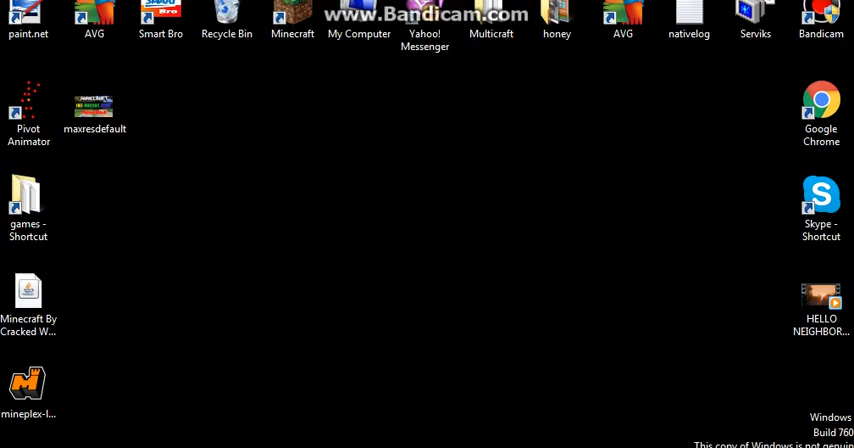 www.Bandicam.com
paint.net
AVG
Smart Bro
Recycle Bin
Minecraft
My Computer
Yahoo!
Messenger
Multicraft
honey
AVG
nativelog
Serviks
Bandicam
Pivot
Animator
maxresdefault
Google
Chrome
games -
Shortcut
Skype -
Shortcut
Minecraft By
Cracked W...
HELLO
NEIGHBOR...
mineplex-l...
Windows
Build 760
This copy of Windows is not genuin